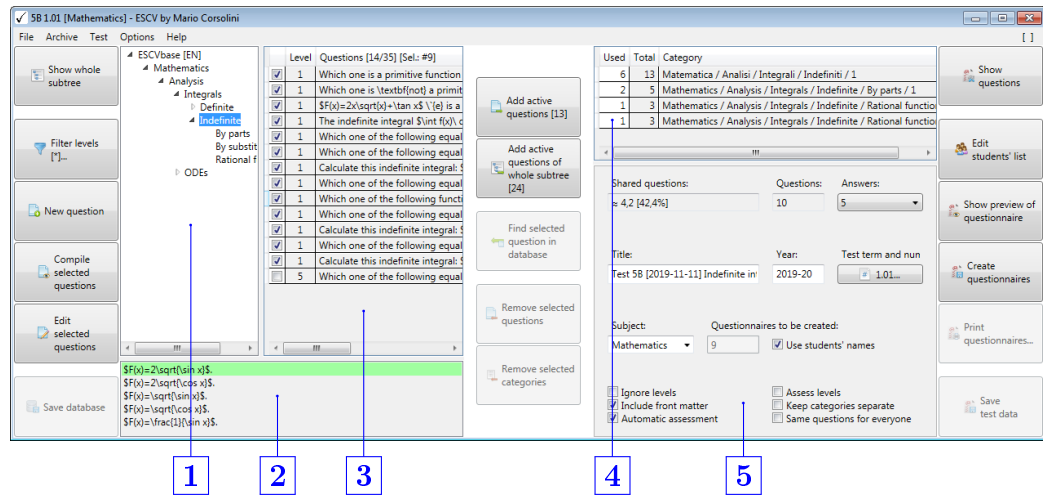 5B 1.01 [Mathematics] - ESCV by Mario Corsolini
File Archive Test Options Help [ ]
Show whole
subtree
Filter levels
[*]...
New question
Compile
selected
questions
Edit
selected
questions
Save database
ESCVbase [EN]
Mathematics
Analysis
Integrals
Definite
Indefinite
By parts
By substit
Rational f
ODEs
Level Questions [14/35] [Sel.: #9]
1 Which one is a primitive function
1 Which one is \textbf{not} a primit
1 $F(x)=2x\sqrt{x}+\tan x$ \`{e} is a
1 The indefinite integral $\int f(x)\
1 Which one of the following equal
1 Which one of the following equal
1 Calculate this indefinite integral: $
1 Which one of the following equal
1 Which one of the following functi
1 Which one of the following equal
1 Calculate this indefinite integral: $
1 Which one of the following equal
1 Calculate this indefinite integral: $
5 Which one of the following equal
$F(x)=2\sqrt{\sin x}$.
$F(x)=2\sqrt{\cos x}$.
$F(x)=\sqrt{\sin x}$.
$F(x)=\sqrt{\cos x}$.
$F(x)=\frac{1}{\sin x}$.
Add active
questions [13]
Add active
questions of
whole subtree
[24]
Find selected
question in
database
Remove selected
questions
Remove selected
categories
Used Total Category
6 13 Matematica / Analisi / Integrali / Indefiniti / 1
2 5 Mathematics / Analysis / Integrals / Indefinite / By parts / 1
1 3 Mathematics / Analysis / Integrals / Indefinite / Rational functio
1 3 Mathematics / Analysis / Integrals / Indefinite / Rational functio
Shared questions: Questions: Answers:
≈ 4,2 [42,4%] 10 5
Title: Year: Test term and nun
Test 5B [2019-11-11] Indefinite in 2019-20 # 1.01...
Subject: Questionnaires to be created:
Mathematics 9 Use students' names
Ignore levels Assess levels
Include front matter Keep categories separate
Automatic assessment Same questions for everyone
Show
questions
Edit
students' list
Show preview of
questionnaire
Create
questionnaires
Print
questionnaires...
Save
test data
1 2 3 4 5